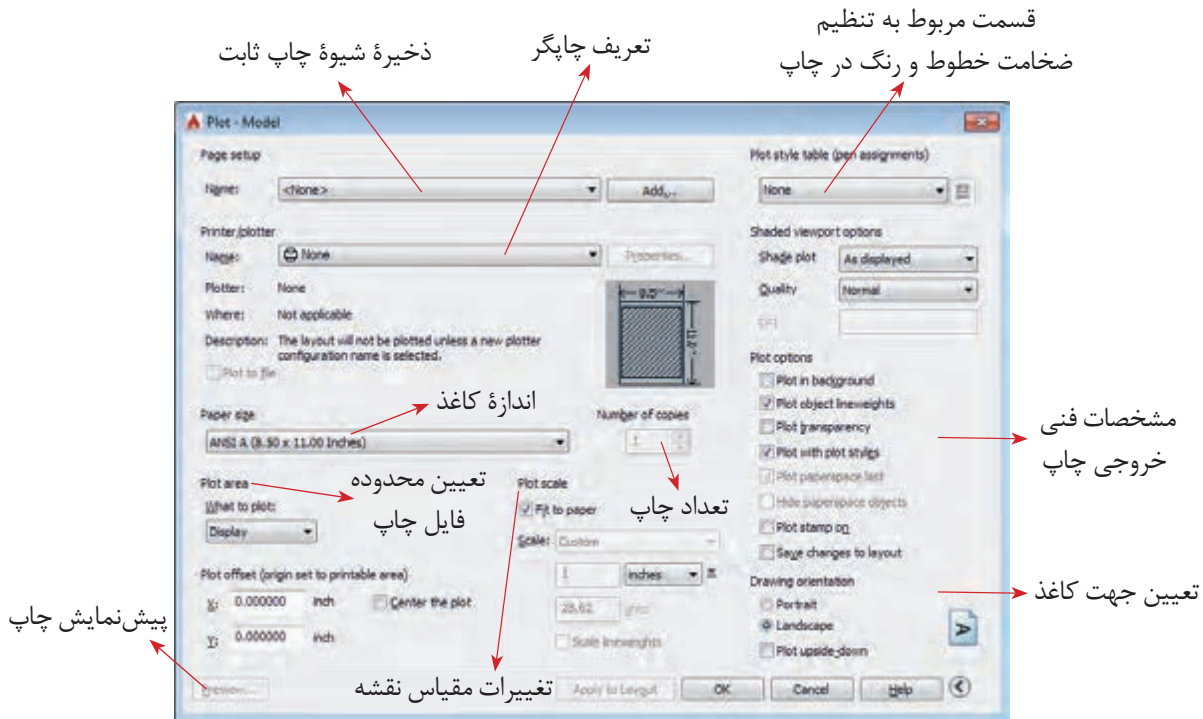 قسمت مربوط به تنظیم
ضخامت خطوط و رنگ در چاپ
تعریف چاپگر
ذخیرهٔ شیوهٔ چاپ ثابت
Plot - Model
Page setup
Name: <None> Add...
Plot style table (pen assignments)
None
Printer/plotter
Name: None Properties...
Plotter: None
Where: Not applicable
Description: The layout will not be plotted unless a new plotter
configuration name is selected.
Plot to file
Shaded viewport options
Shade plot As displayed
Quality Normal
DPI
Plot options
Plot in background
Plot object lineweights
Plot transparency
Plot with plot styles
Plot paperspace last
Hide paperspace objects
Plot stamp on
Save changes to layout
مشخصات فنی
خروجی چاپ
Paper size
اندازهٔ کاغذ
ANSI A (8.50 x 11.00 Inches)
Number of copies
1
تعداد چاپ
Plot area
تعیین محدوده
فایل چاپ
What to plot:
Display
Plot scale
Fit to paper
Scale: Custom
1 inches =
28.62 units
Scale lineweights
تغییرات مقیاس نقشه
Plot offset (origin set to printable area)
X: 0.000000 inch Center the plot
Y: 0.000000 inch
Drawing orientation
Portrait
Landscape
Plot upside-down
A
تعیین جهت کاغذ
پیش‌نمایش چاپ
Preview... Apply to Layout OK Cancel Help